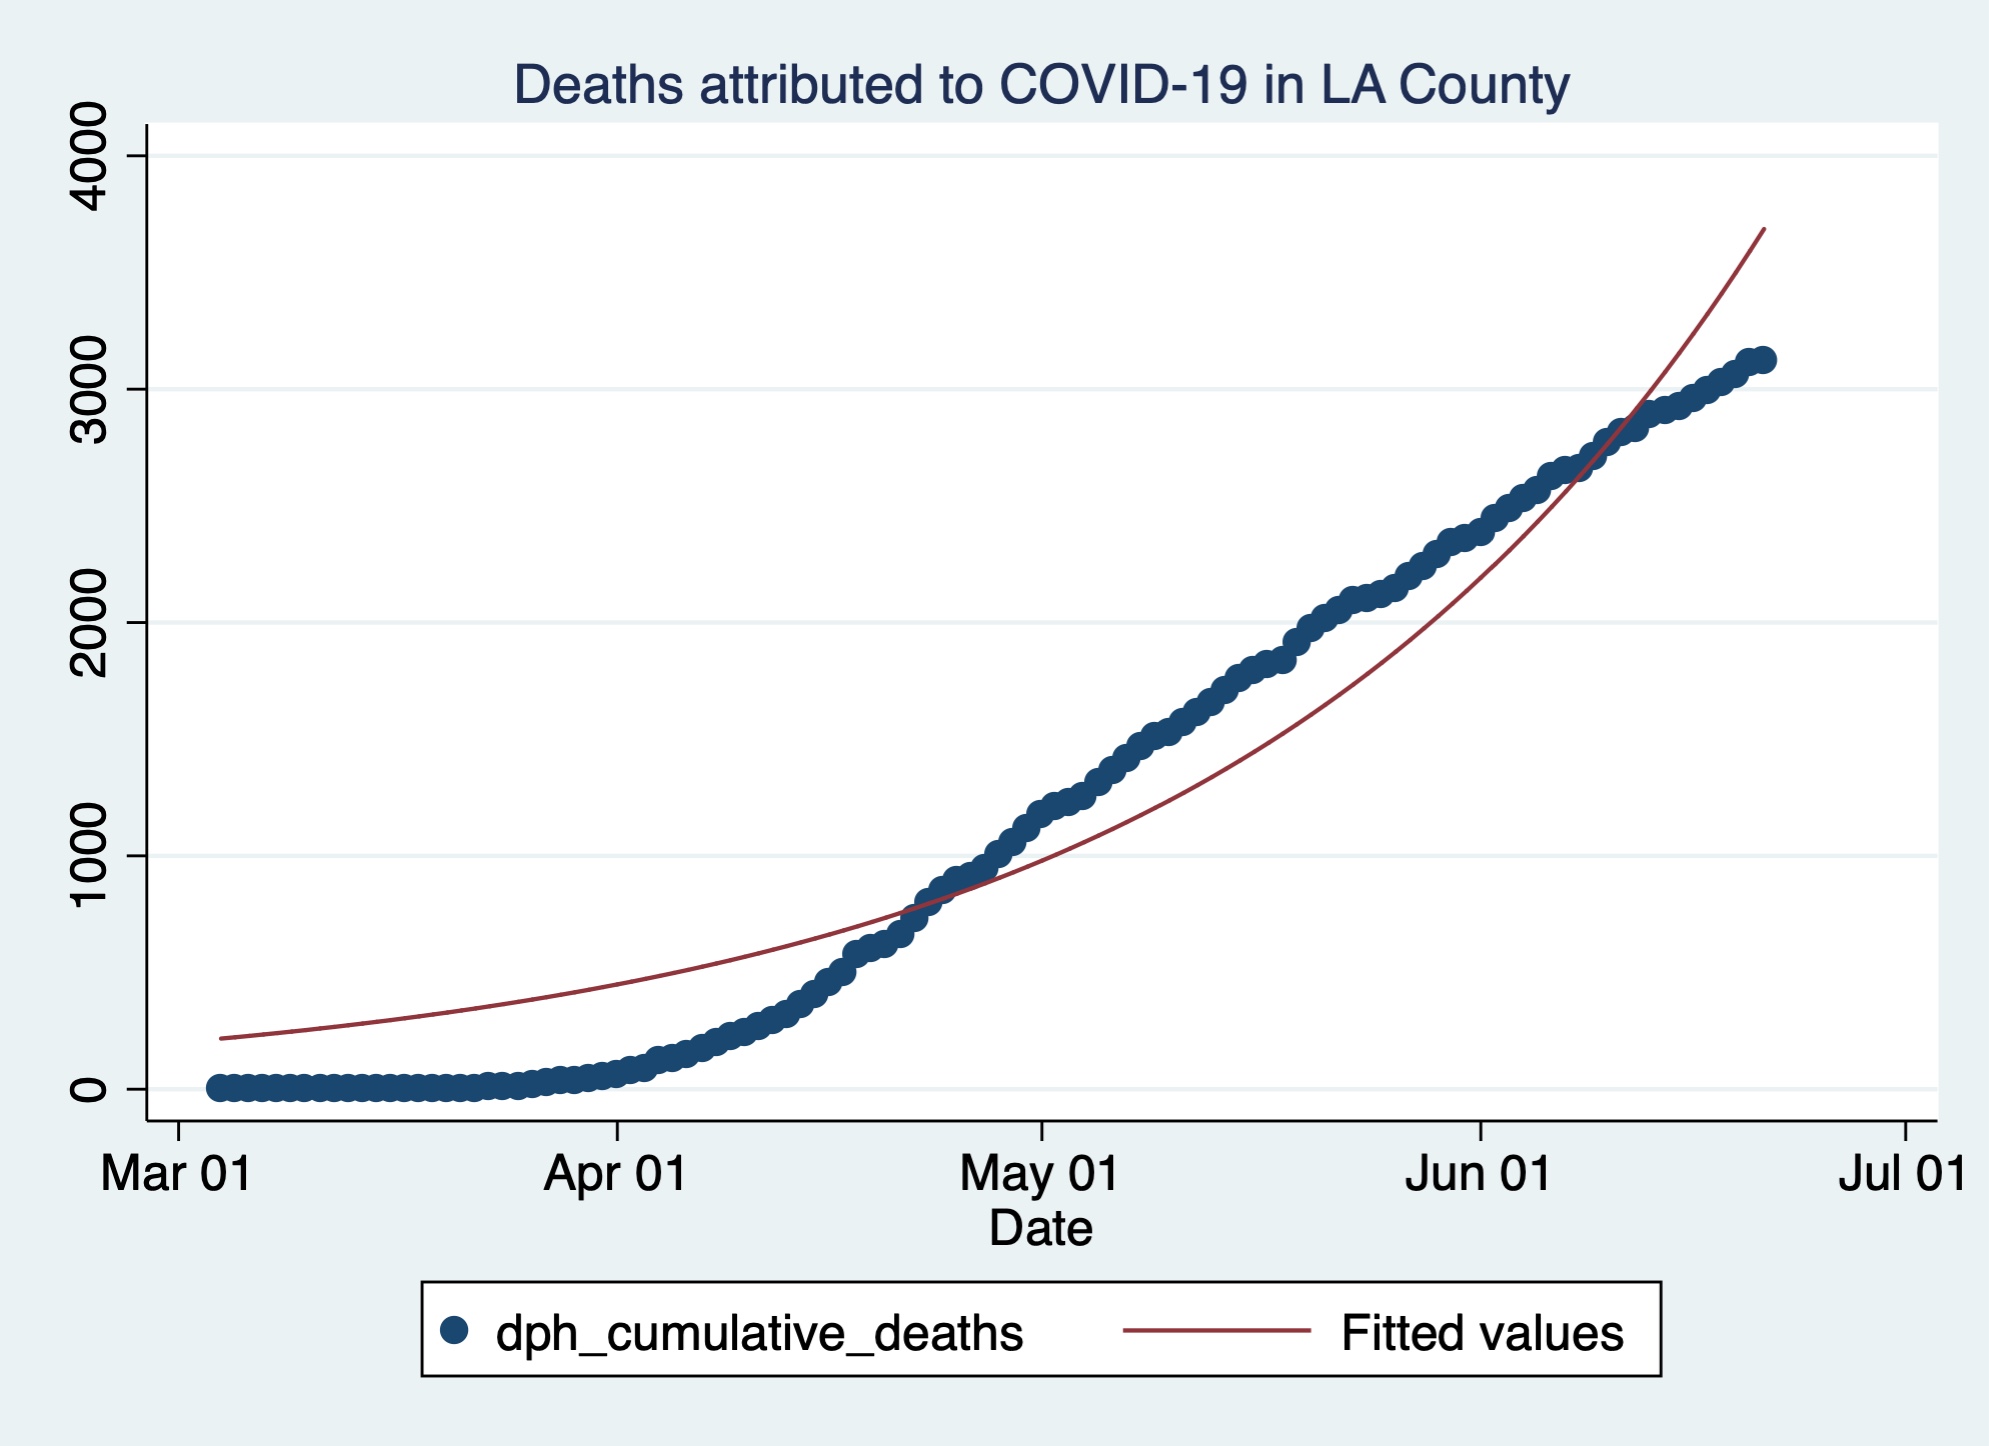 Deaths attributed to COVID-19 in LA County
4000
3000
2000
1000
0
Mar 01 Apr 01 May 01 Jun 01 Jul 01
Date
dph_cumulative_deaths Fitted values